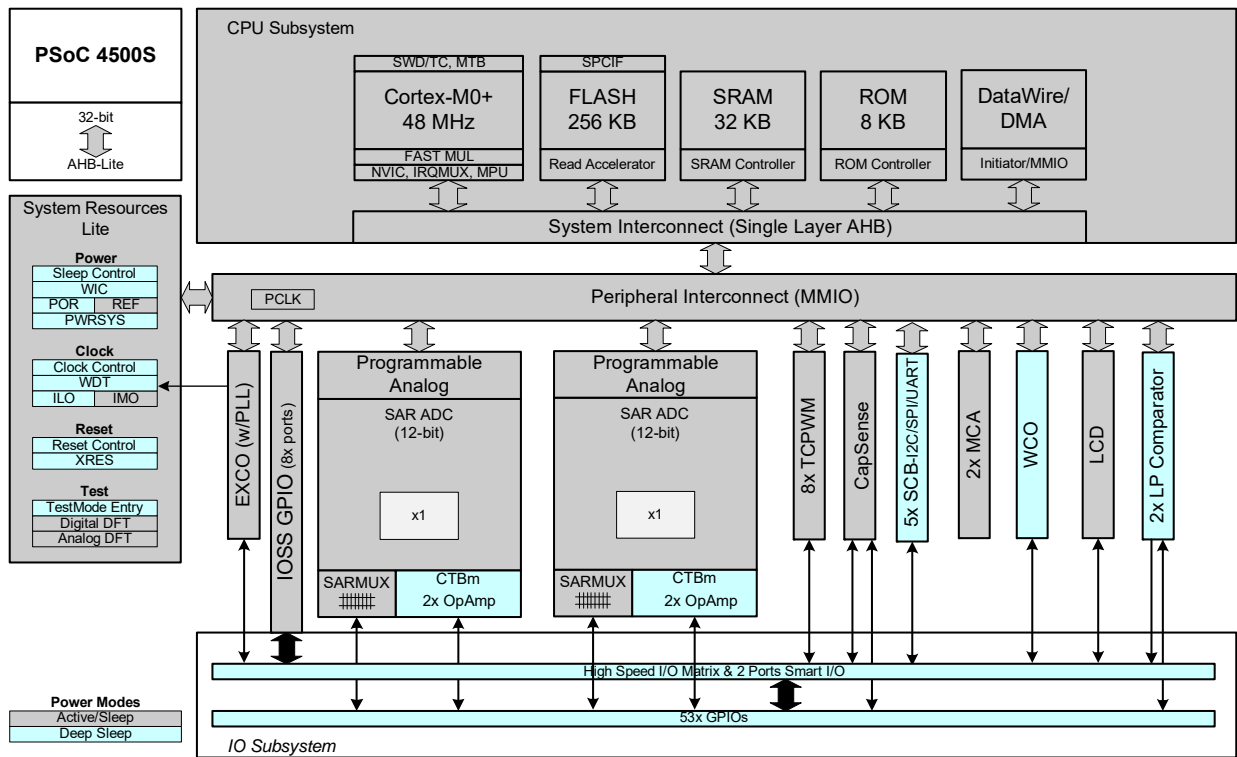 PSoC 4500S
32-bit
AHB-Lite
CPU Subsystem
SWD/TC, MTB
Cortex-M0+
48 MHz
FAST MUL
NVIC, IRQMUX, MPU
SPCIF
FLASH
256 KB
Read Accelerator
SRAM
32 KB
SRAM Controller
ROM
8 KB
ROM Controller
DataWire/
DMA
Initiator/MMIO
System Interconnect (Single Layer AHB)
System Resources
Lite
Power
Sleep Control
WIC
POR
REF
PWRSYS
Clock
Clock Control
WDT
ILO
IMO
Reset
Reset Control
XRES
Test
TestMode Entry
Digital DFT
Analog DFT
PCLK
Peripheral Interconnect (MMIO)
EXCO (w/PLL)
IOSS GPIO (8x ports)
Programmable
Analog
SAR ADC
(12-bit)
x1
SARMUX
CTBm
2x OpAmp
Programmable
Analog
SAR ADC
(12-bit)
x1
SARMUX
CTBm
2x OpAmp
8x TCPWM
CapSense
5x SCB-I2C/SPI/UART
2x MCA
WCO
LCD
2x LP Comparator
High Speed I/O Matrix & 2 Ports Smart I/O
53x GPIOs
IO Subsystem
Power Modes
Active/Sleep
Deep Sleep